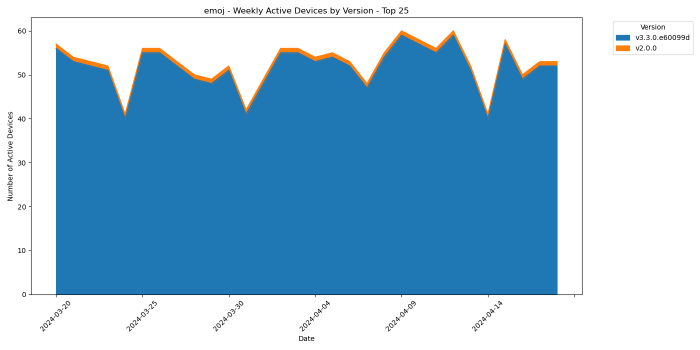 emoj - Weekly Active Devices by Version - Top 25
Number of Active Devices
60
50
40
30
20
10
0
2024-03-20
2024-03-25
2024-03-30
2024-04-04
2024-04-09
2024-04-14
Date
Version
v3.3.0.e60099d
v2.0.0